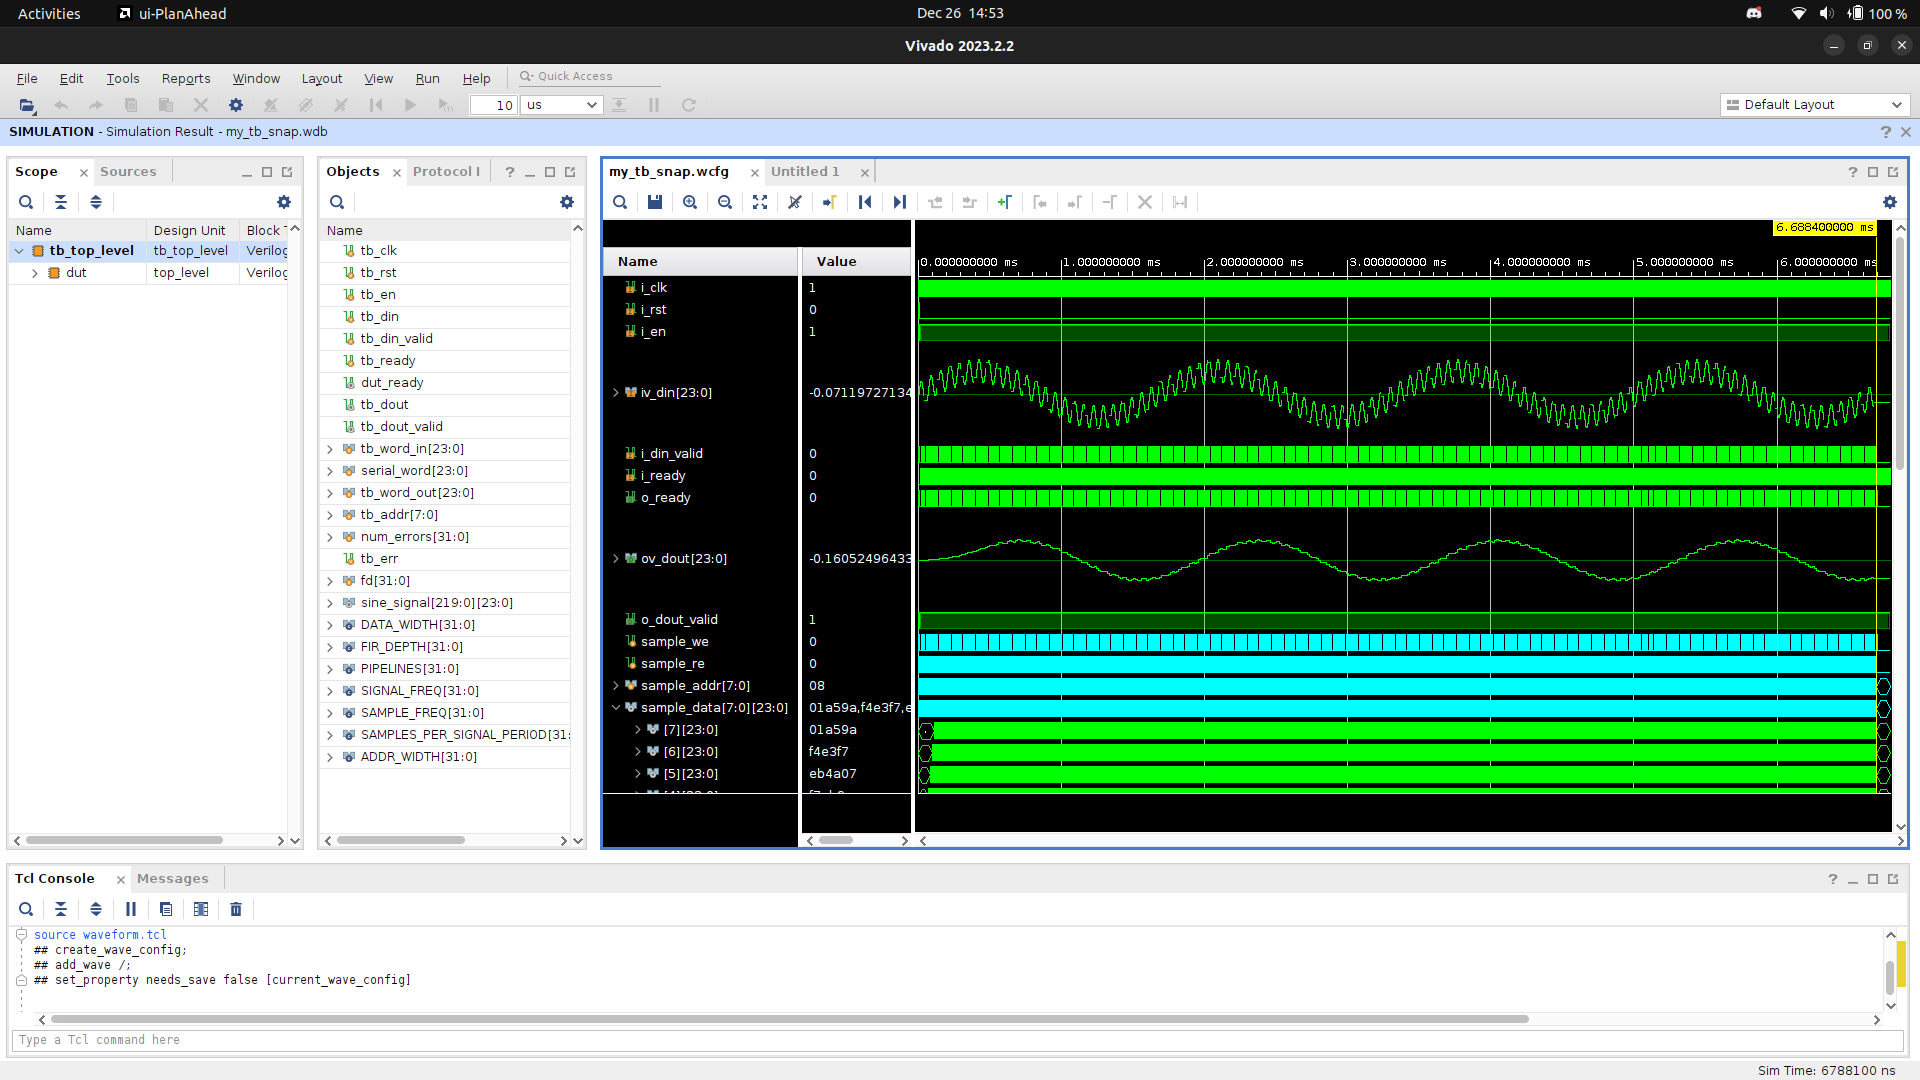 Activities
ui-PlanAhead
Dec 26 14:53
100 %
Vivado 2023.2.2
File Edit Tools Reports Window Layout View Run Help Quick Access
10 us Default Layout
SIMULATION - Simulation Result - my_tb_snap.wdb
Scope Sources
Name Design Unit Block T
tb_top_level tb_top_level Verilog
dut top_level Verilog
Objects Protocol I
Name
tb_clk
tb_rst
tb_en
tb_din
tb_din_valid
tb_ready
dut_ready
tb_dout
tb_dout_valid
tb_word_in[23:0]
serial_word[23:0]
tb_word_out[23:0]
tb_addr[7:0]
num_errors[31:0]
tb_err
fd[31:0]
sine_signal[219:0][23:0]
DATA_WIDTH[31:0]
FIR_DEPTH[31:0]
PIPELINES[31:0]
SIGNAL_FREQ[31:0]
SAMPLE_FREQ[31:0]
SAMPLES_PER_SIGNAL_PERIOD[31:
ADDR_WIDTH[31:0]
my_tb_snap.wcfg Untitled 1
6.688400000 ms
Name Value
0.000000000 ms 1.000000000 ms 2.000000000 ms 3.000000000 ms 4.000000000 ms 5.000000000 ms 6.000000000 ms
i_clk 1
i_rst 0
i_en 1
iv_din[23:0] -0.07119727134
i_din_valid 0
i_ready 0
o_ready 0
ov_dout[23:0] -0.16052496433
o_dout_valid 1
sample_we 0
sample_re 0
sample_addr[7:0] 08
sample_data[7:0][23:0] 01a59a,f4e3f7,e
[7][23:0] 01a59a
[6][23:0] f4e3f7
[5][23:0] eb4a07
Tcl Console Messages
source waveform.tcl
## create_wave_config;
## add_wave /;
## set_property needs_save false [current_wave_config]
Type a Tcl command here
Sim Time: 6788100 ns